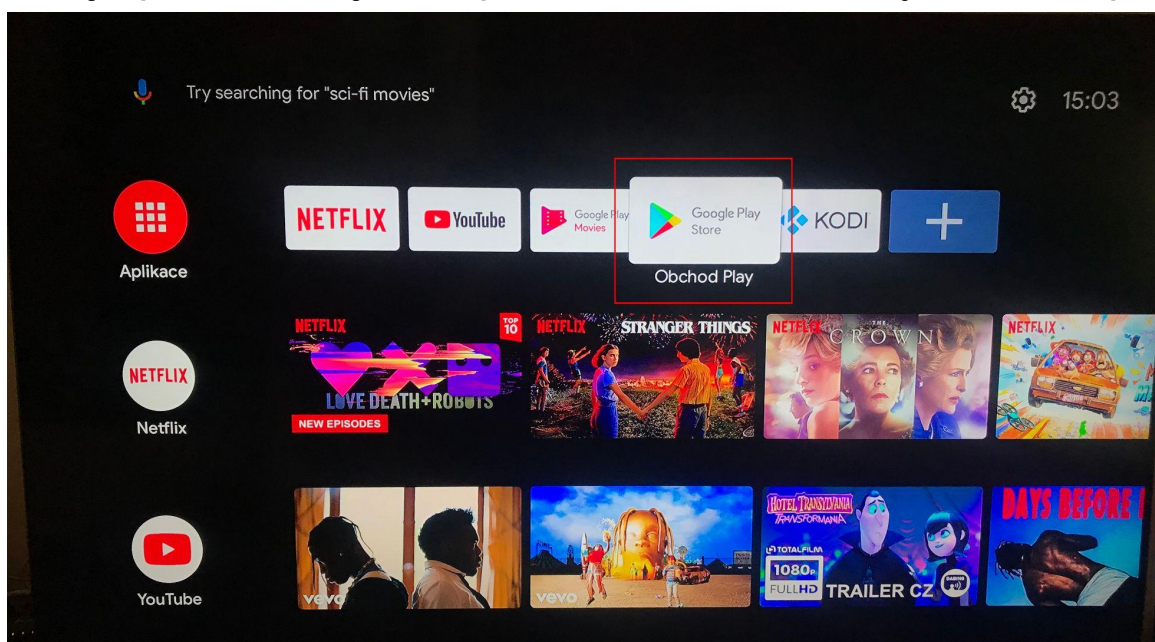 Try searching for "sci-fi movies"
15:03
NETFLIX
YouTube
Google Play
Movies
Google Play
Store
KODI
Aplikace
Obchod Play
NETFLIX
Netflix
NETFLIX
TOP
10
LOVE DEATH+ROBOTS
NEW EPISODES
NETFLIX
STRANGER THINGS
NETFLIX
THE
CROWN
NETFLIX
YouTube
vevo
vevo
HOTEL TRANSYLVANIA
TRANSFORMANIA
TOTALFILM
1080P
FULLHD
TRAILER CZ
DABING
DAYS BEFORE